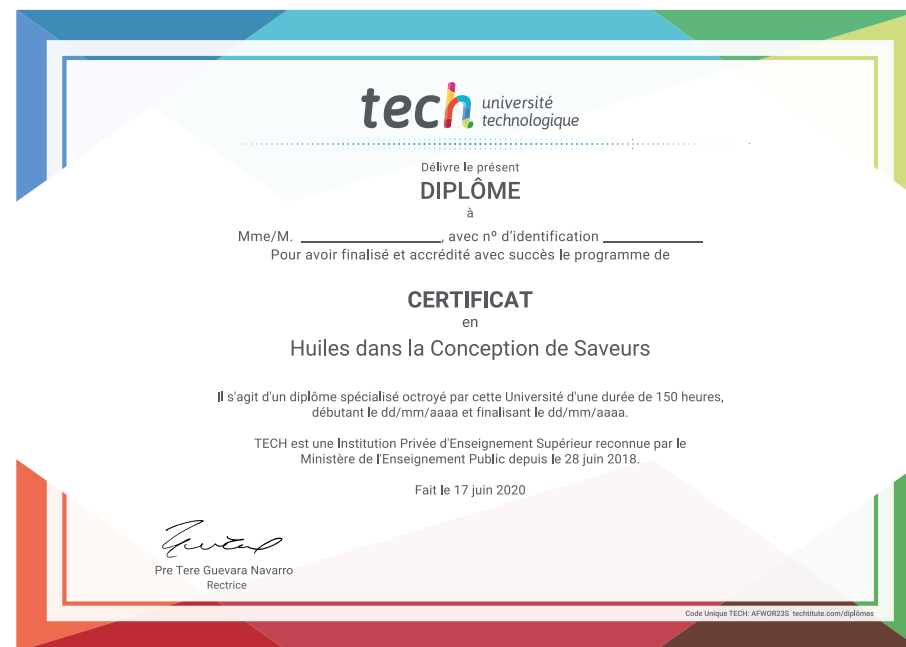 tech université
technologique
Délivre le présent
DIPLÔME
à
Mme/M. ____________________, avec nº d'identification ______________
Pour avoir finalisé et accrédité avec succès le programme de
CERTIFICAT
en
Huiles dans la Conception de Saveurs
Il s'agit d'un diplôme spécialisé octroyé par cette Université d'une durée de 150 heures,
débutant le dd/mm/aaaa et finalisant le dd/mm/aaaa.
TECH est une Institution Privée d'Enseignement Supérieur reconnue par le
Ministère de l'Enseignement Public depuis le 28 juin 2018.
Fait le 17 juin 2020
Pre Tere Guevara Navarro
Rectrice
Code Unique TECH: AFWOR23S techtitute.com/diplômes